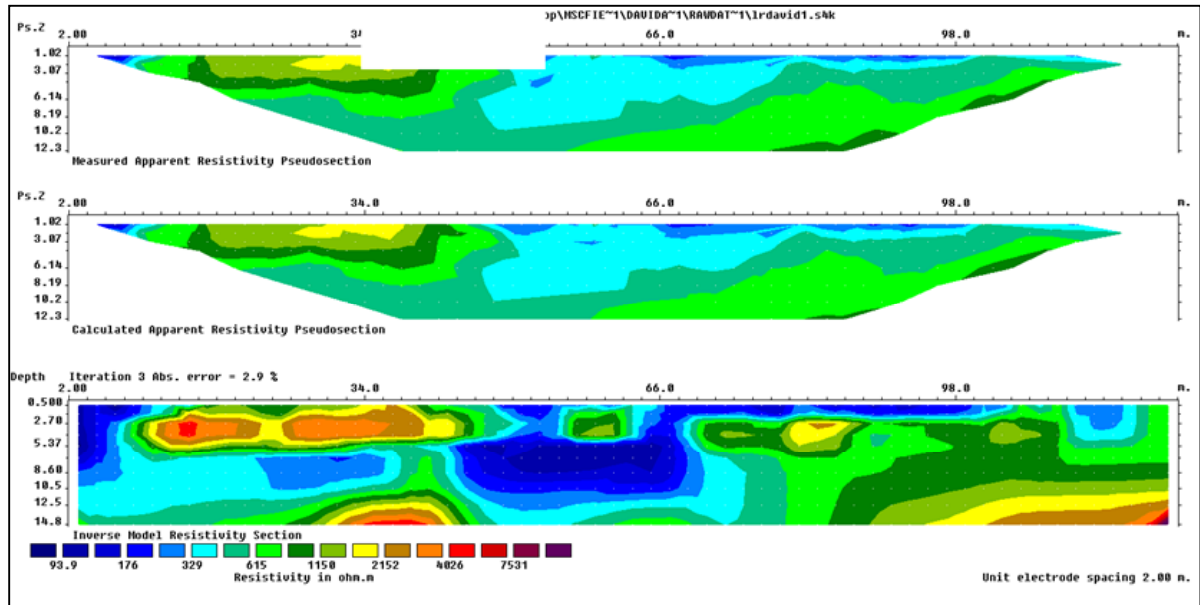 ɔp\MSCFIE~1\DAVIDA~1\RAWDAT~1\lrdavid1.s4k
Ps.Z 2.00 34 66.0 98.0 m.
1.02
3.07
6.14
8.19
10.2
12.3
Measured Apparent Resistivity Pseudosection
Ps.Z 2.00 34.0 66.0 98.0 m.
1.02
3.07
6.14
8.19
10.2
12.3
Calculated Apparent Resistivity Pseudosection
Depth Iteration 3 Abs. error = 2.9 %
2.00 34.0 66.0 98.0 m.
0.500
2.70
5.37
8.60
10.5
12.5
14.8
Inverse Model Resistivity Section
93.9 176 329 615 1150 2152 4026 7531
Resistivity in ohm.m
Unit electrode spacing 2.00 m.